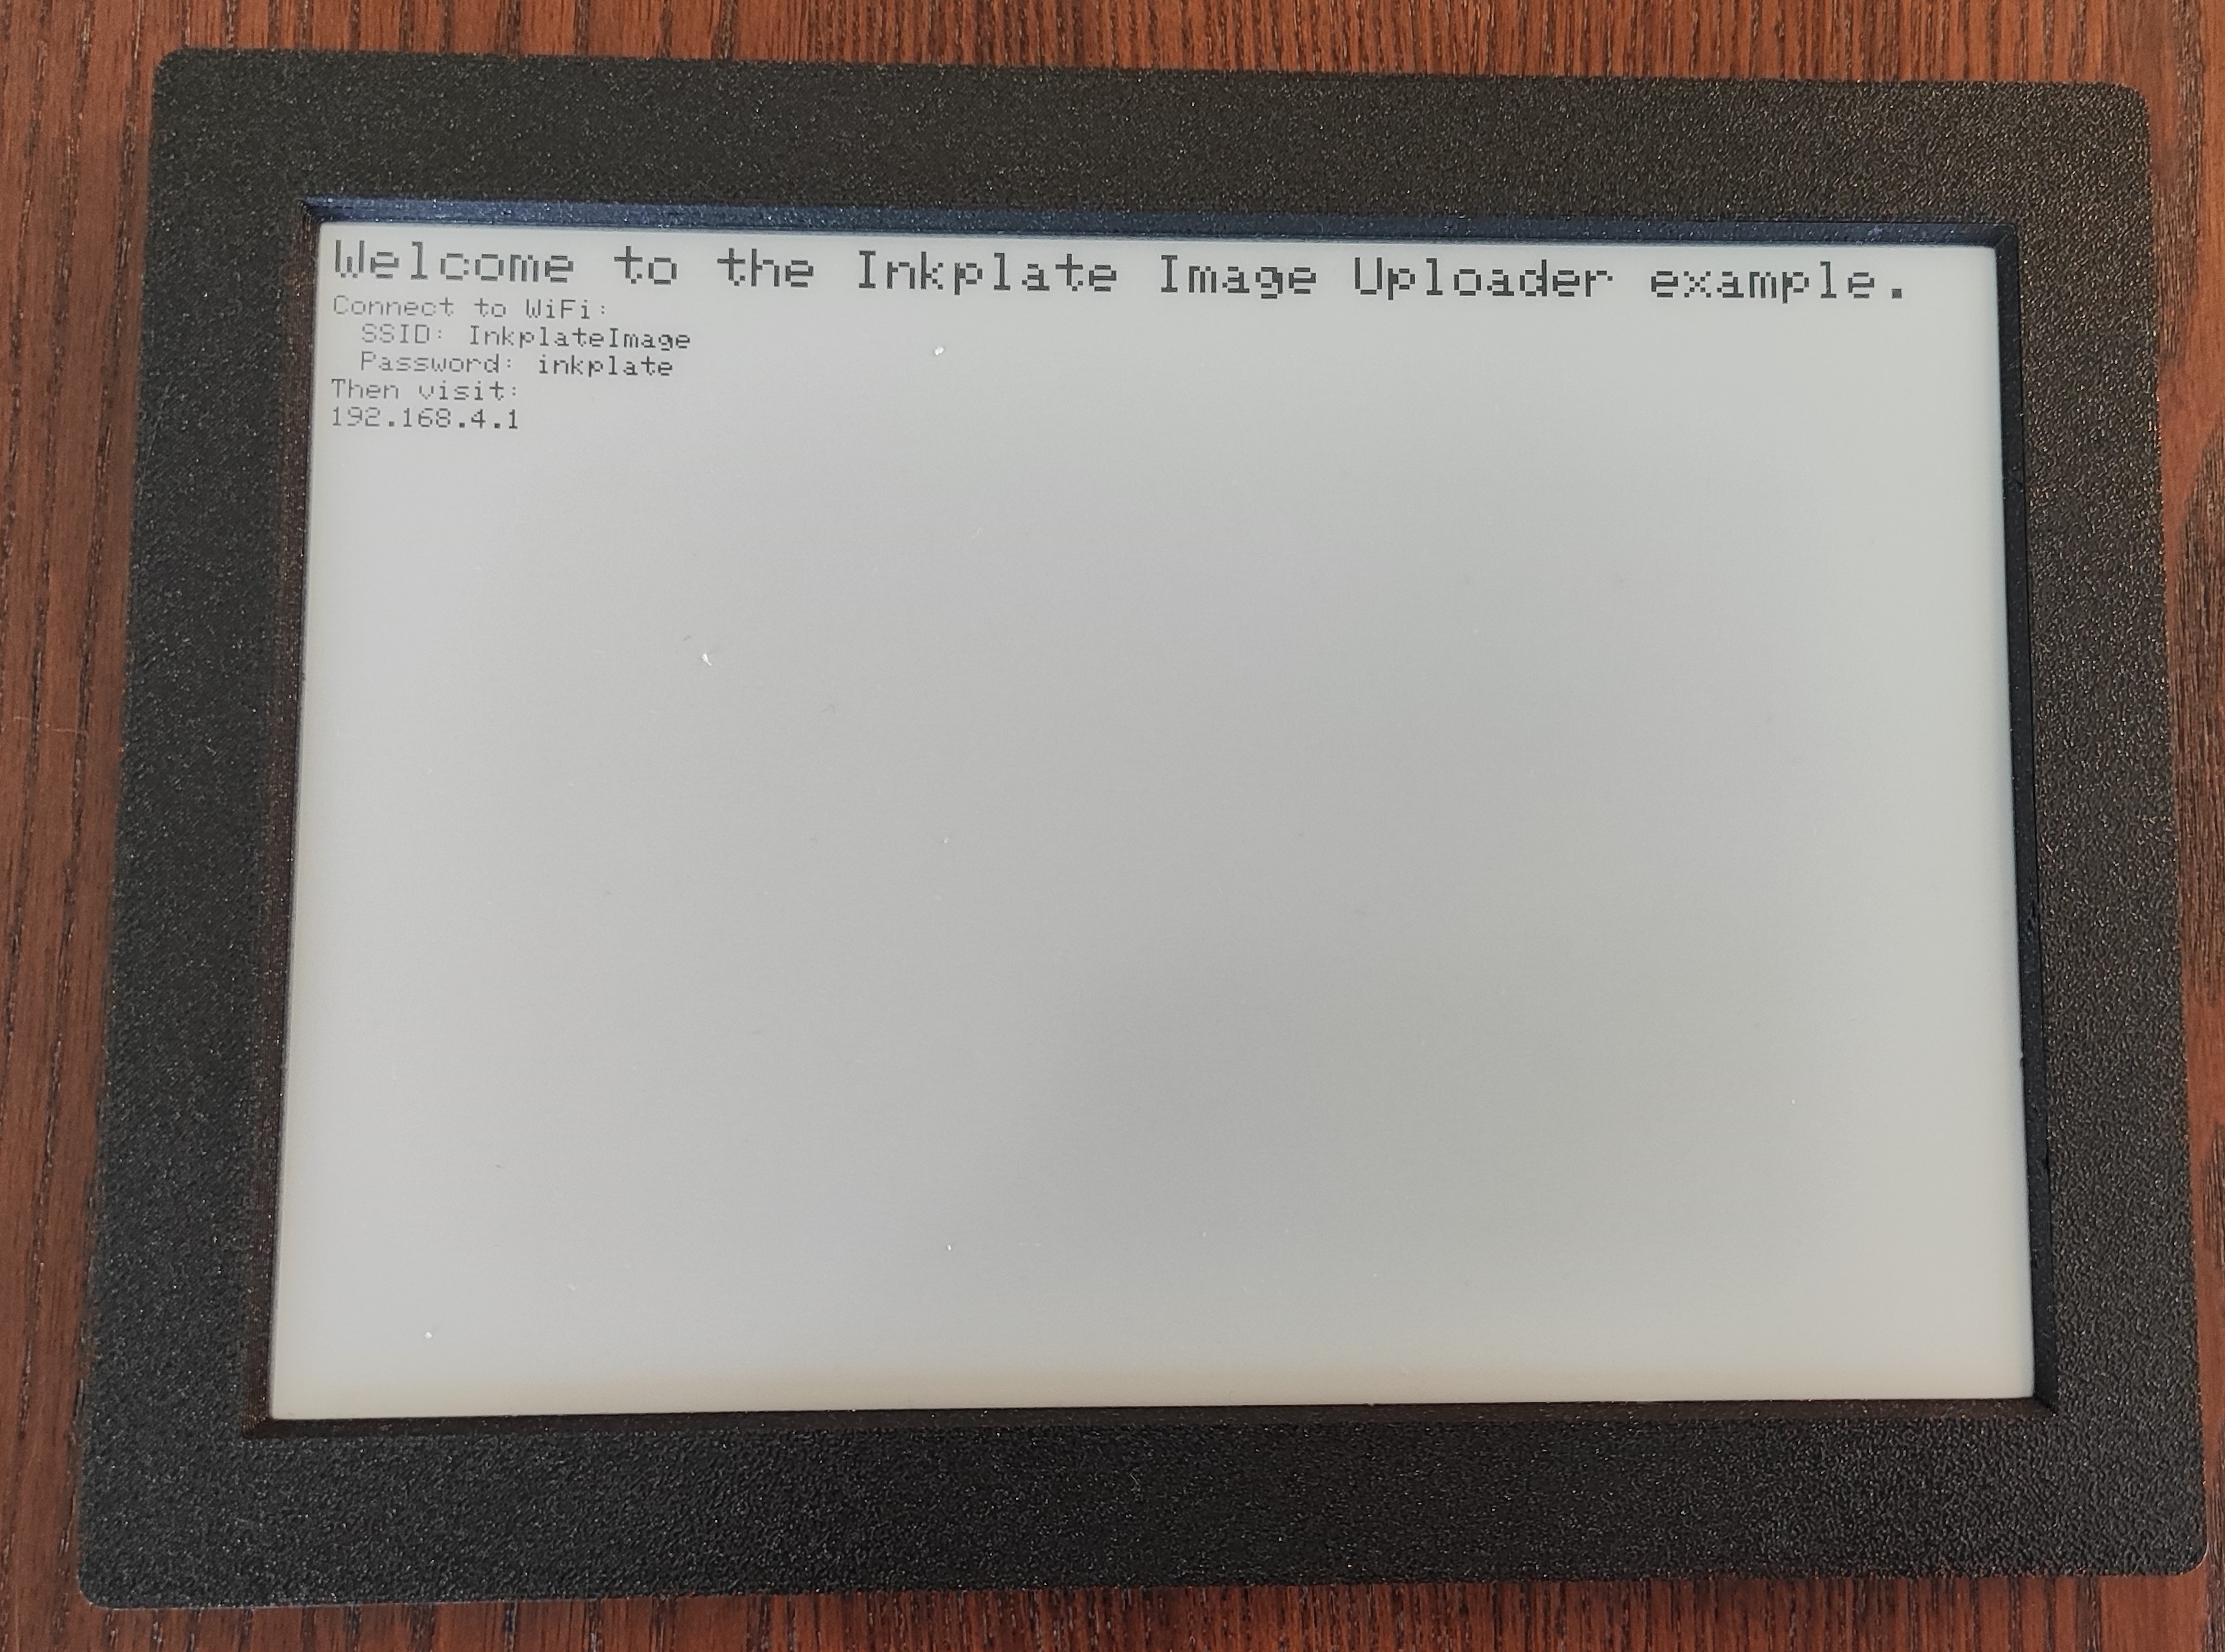 Welcome to the Inkplate Image Uploader example.
Connect to WiFi:
SSID: InkplateImage
Password: inkplate
Then visit:
192.168.4.1